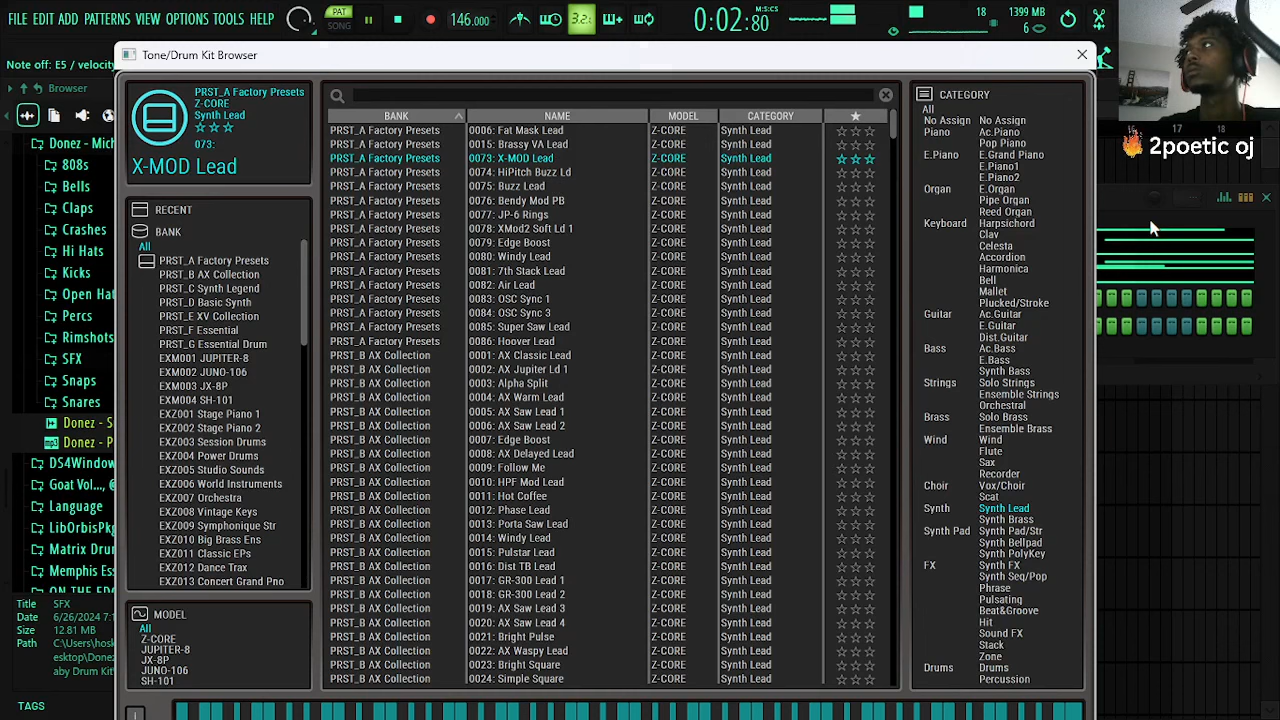 FILE EDIT ADD PATTERNS VIEW OPTIONS TOOLS HELP
PAT
SONG
146.000
3.2
0:02:80
M:S:CS
18
1399 MB
6
Note off: E5 / velocity
Browser
Donez - Mich
808s
Bells
Claps
Crashes
Hi Hats
Kicks
Open Hat
Percs
Rimshots
SFX
Snaps
Snares
Donez - S
Donez - P
DS4Window
Goat Vol...,
Language
LibOrbisPkg
Matrix Drum
Memphis Ess
ON THE EDG
Title SFX
Date 6/26/2024 7:1
Size 12.81 MB
Path C:\Users\hosk
esktop\Donez
aby Drum Kit
TAGS
Tone/Drum Kit Browser
PRST_A Factory Presets
Z-CORE
Synth Lead
073:
X-MOD Lead
RECENT
BANK
All
PRST_A Factory Presets
PRST_B AX Collection
PRST_C Synth Legend
PRST_D Basic Synth
PRST_E XV Collection
PRST_F Essential
PRST_G Essential Drum
EXM001 JUPITER-8
EXM002 JUNO-106
EXM003 JX-8P
EXM004 SH-101
EXZ001 Stage Piano 1
EXZ002 Stage Piano 2
EXZ003 Session Drums
EXZ004 Power Drums
EXZ005 Studio Sounds
EXZ006 World Instruments
EXZ007 Orchestra
EXZ008 Vintage Keys
EXZ009 Symphonique Str
EXZ010 Big Brass Ens
EXZ011 Classic EPs
EXZ012 Dance Trax
EXZ013 Concert Grand Pno
MODEL
All
Z-CORE
JUPITER-8
JX-8P
JUNO-106
SH-101
BANK NAME MODEL CATEGORY ★
PRST_A Factory Presets 0006: Fat Mask Lead Z-CORE Synth Lead
PRST_A Factory Presets 0015: Brassy VA Lead Z-CORE Synth Lead
PRST_A Factory Presets 0073: X-MOD Lead Z-CORE Synth Lead
PRST_A Factory Presets 0074: HiPitch Buzz Ld Z-CORE Synth Lead
PRST_A Factory Presets 0075: Buzz Lead Z-CORE Synth Lead
PRST_A Factory Presets 0076: Bendy Mod PB Z-CORE Synth Lead
PRST_A Factory Presets 0077: JP-6 Rings Z-CORE Synth Lead
PRST_A Factory Presets 0078: XMod2 Soft Ld 1 Z-CORE Synth Lead
PRST_A Factory Presets 0079: Edge Boost Z-CORE Synth Lead
PRST_A Factory Presets 0080: Windy Lead Z-CORE Synth Lead
PRST_A Factory Presets 0081: 7th Stack Lead Z-CORE Synth Lead
PRST_A Factory Presets 0082: Air Lead Z-CORE Synth Lead
PRST_A Factory Presets 0083: OSC Sync 1 Z-CORE Synth Lead
PRST_A Factory Presets 0084: OSC Sync 3 Z-CORE Synth Lead
PRST_A Factory Presets 0085: Super Saw Lead Z-CORE Synth Lead
PRST_A Factory Presets 0086: Hoover Lead Z-CORE Synth Lead
PRST_B AX Collection 0001: AX Classic Lead Z-CORE Synth Lead
PRST_B AX Collection 0002: AX Jupiter Ld 1 Z-CORE Synth Lead
PRST_B AX Collection 0003: Alpha Split Z-CORE Synth Lead
PRST_B AX Collection 0004: AX Warm Lead Z-CORE Synth Lead
PRST_B AX Collection 0005: AX Saw Lead 1 Z-CORE Synth Lead
PRST_B AX Collection 0006: AX Saw Lead 2 Z-CORE Synth Lead
PRST_B AX Collection 0007: Edge Boost Z-CORE Synth Lead
PRST_B AX Collection 0008: AX Delayed Lead Z-CORE Synth Lead
PRST_B AX Collection 0009: Follow Me Z-CORE Synth Lead
PRST_B AX Collection 0010: HPF Mod Lead Z-CORE Synth Lead
PRST_B AX Collection 0011: Hot Coffee Z-CORE Synth Lead
PRST_B AX Collection 0012: Phase Lead Z-CORE Synth Lead
PRST_B AX Collection 0013: Porta Saw Lead Z-CORE Synth Lead
PRST_B AX Collection 0014: Windy Lead Z-CORE Synth Lead
PRST_B AX Collection 0015: Pulstar Lead Z-CORE Synth Lead
PRST_B AX Collection 0016: Dist TB Lead Z-CORE Synth Lead
PRST_B AX Collection 0017: GR-300 Lead 1 Z-CORE Synth Lead
PRST_B AX Collection 0018: GR-300 Lead 2 Z-CORE Synth Lead
PRST_B AX Collection 0019: AX Saw Lead 3 Z-CORE Synth Lead
PRST_B AX Collection 0020: AX Saw Lead 4 Z-CORE Synth Lead
PRST_B AX Collection 0021: Bright Pulse Z-CORE Synth Lead
PRST_B AX Collection 0022: AX Waspy Lead Z-CORE Synth Lead
PRST_B AX Collection 0023: Bright Square Z-CORE Synth Lead
PRST_B AX Collection 0024: Simple Square Z-CORE Synth Lead
CATEGORY
All
No Assign No Assign
Piano Ac.Piano
Pop Piano
E.Piano E.Grand Piano
E.Piano1
E.Piano2
Organ E.Organ
Pipe Organ
Reed Organ
Keyboard Harpsichord
Clav
Celesta
Accordion
Harmonica
Bell
Mallet
Plucked/Stroke
Guitar Ac.Guitar
E.Guitar
Dist.Guitar
Bass Ac.Bass
E.Bass
Synth Bass
Strings Solo Strings
Ensemble Strings
Orchestral
Brass Solo Brass
Ensemble Brass
Wind Wind
Flute
Sax
Recorder
Choir Vox/Choir
Scat
Synth Synth Lead
Synth Brass
Synth Pad Synth Pad/Str
Synth Bellpad
Synth PolyKey
FX Synth FX
Synth Seq/Pop
Phrase
Pulsating
Beat&Groove
Hit
Sound FX
Stack
Zone
Drums Drums
Percussion
17 18
2poetic oj